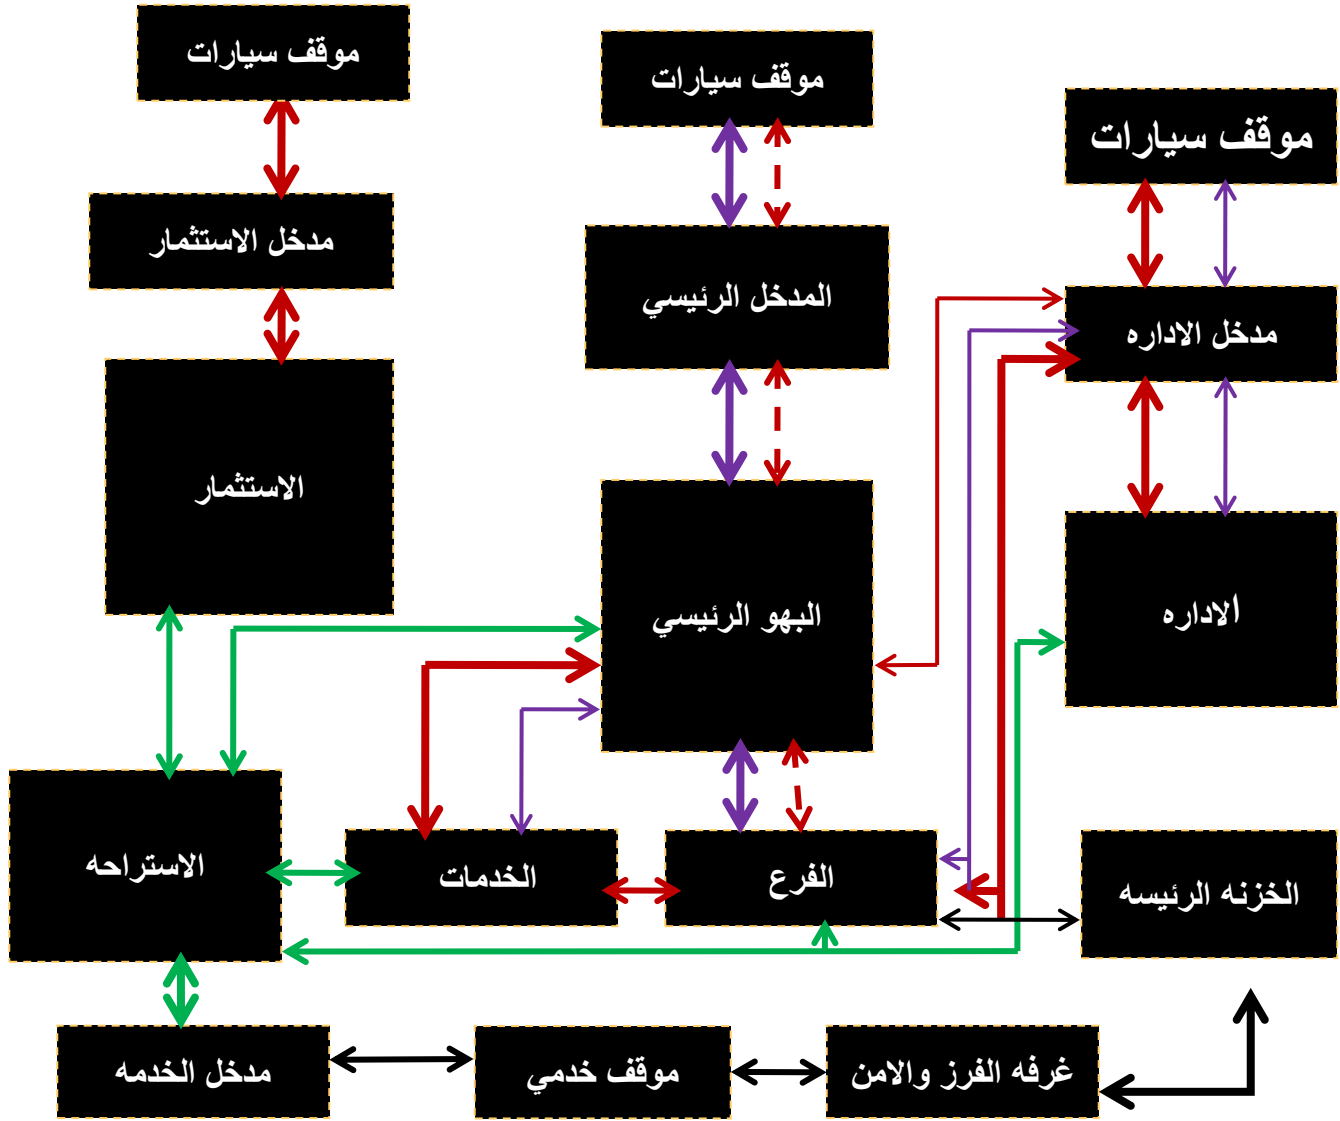 موقف سيارات
موقف سيارات
موقف سيارات
مدخل الاستثمار
المدخل الرئيسي
مدخل الاداره
الاستثمار
البهو الرئيسي
الاداره
الاستراحه
الخدمات
الفرع
الخزنه الرئيسه
مدخل الخدمه
موقف خدمي
غرفه الفرز والامن